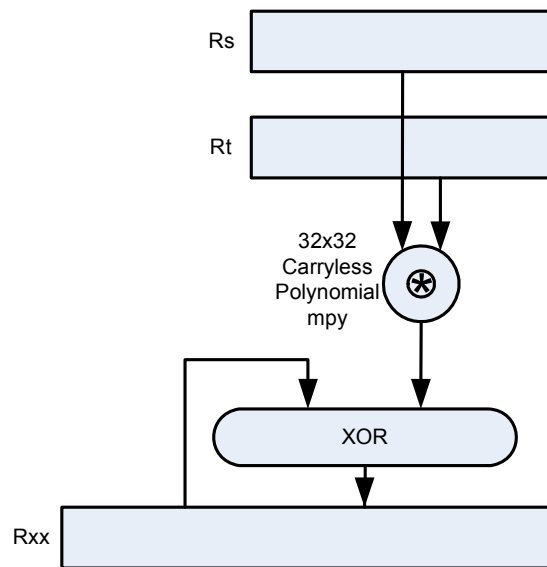 Rs
Rt
32x32
Carryless
Polynomial
mpy
*
XOR
Rxx